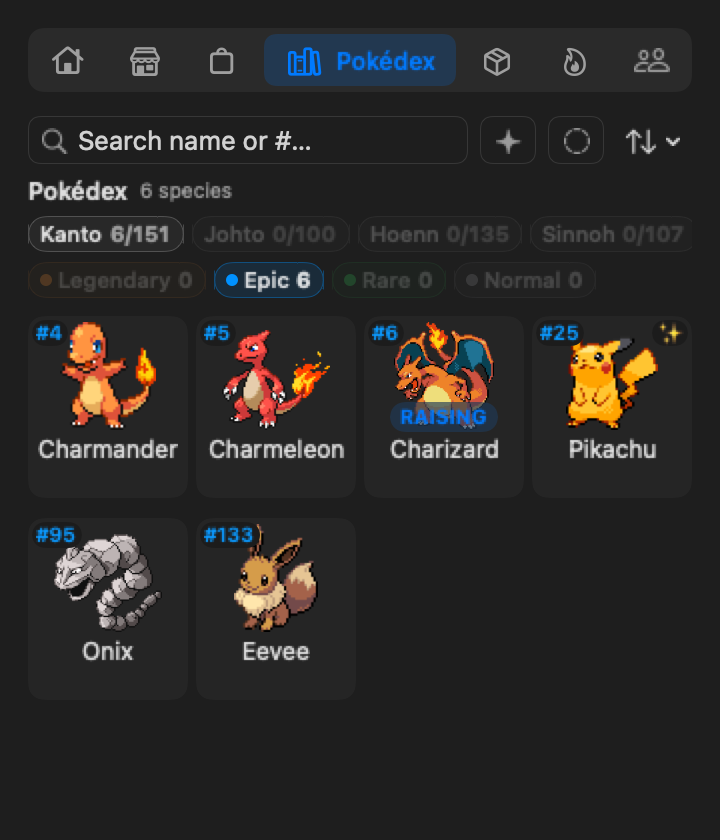 Pokédex
Search name or #...
Pokédex 6 species
Kanto 6/151 Johto 0/100 Hoenn 0/135 Sinnoh 0/107
Legendary 0 Epic 6 Rare 0 Normal 0
#4 #5 #6 #25
RAISING
Charmander Charmeleon Charizard Pikachu
#95 #133
Onix Eevee